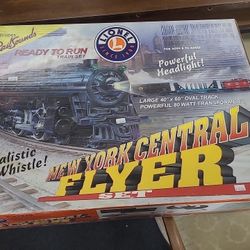 RailSounds
LIONEL
L
READY TO RUN
TRAIN SET
Powerful
Headlight!
LARGE 40" x 60" OVAL TRACK
POWERFUL 80 WATT TRANSFORMER
Realistic
Whistle!
NEW YORK CENTRAL
FLYER
SET